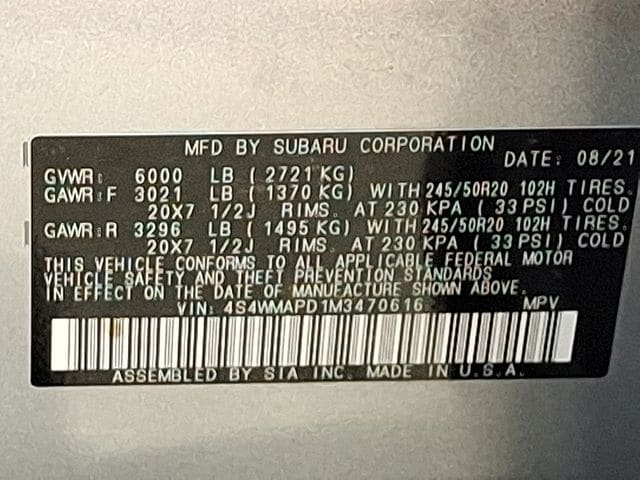 MFD BY SUBARU CORPORATION
DATE: 08/21
GVWR: 6000 LB (2721 KG)
GAWR:F 3021 LB (1370 KG) WITH 245/50R20 102H TIRES.
20X7 1/2J RIMS. AT 230 KPA (33 PSI) COLD
GAWR:R 3296 LB (1495 KG) WITH 245/50R20 102H TIRES.
20X7 1/2J RIMS. AT 230 KPA (33 PSI) COLD
THIS VEHICLE CONFORMS TO ALL APPLICABLE FEDERAL MOTOR
VEHICLE SAFETY AND THEFT PREVENTION STANDARDS
IN EFFECT ON THE DATE OF MANUFACTURE SHOWN ABOVE.
VIN: 4S4WMAPD1M3470616 MPV
ASSEMBLED BY SIA INC. MADE IN U.S.A.